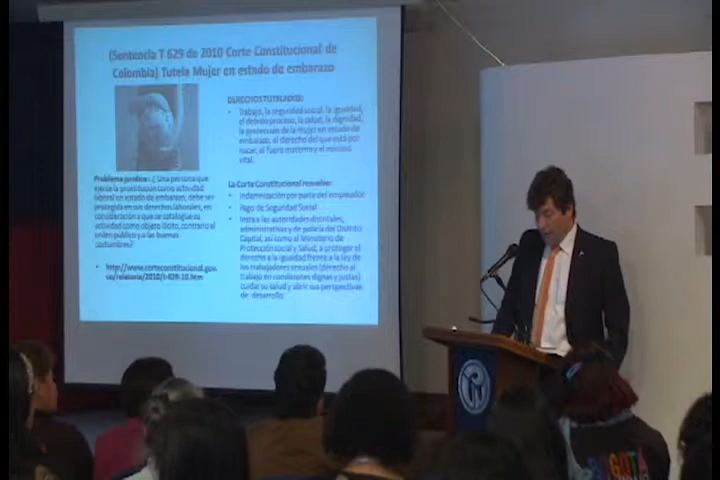 (Sentencia T 629 de 2010 Corte Constitucional de
Colombia) Tutela Mujer en estado de embarazo
DERECHOS TUTELADOS:
• Trabajo, la seguridad social, la igualdad,
el debido proceso, la salud, la dignidad,
la protección de la mujer en estado de
embarazo, el derecho del que está por
nacer, el fuero materno y el mínimo
vital.
Problema jurídico: ¿ Una persona que
ejerce la prostitución como actividad
laboral en estado de embarazo, debe ser
protegida en sus derechos laborales, en
consideración a que se catalogue su
actividad como objeto ilícito, contrario al
orden público y a las buenas
costumbres?
• http://www.corteconstitucional.gov.
co/relatoria/2010/t-629-10.htm
La Corte Constitucional resuelve:
• Indemnización por parte del empleador
• Pago de Seguridad Social
• Insta a las autoridades distritales,
administrativas y de policía del Distrito
Capital, así como al Ministerio de
Protección social y Salud, a proteger el
derecho a la igualdad frente a la ley de
los trabajadores sexuales (derecho al
trabajo en condiciones dignas y justas)
cuidar su salud y abrir sus perspectivas
de desarrollo.
BOGOTA